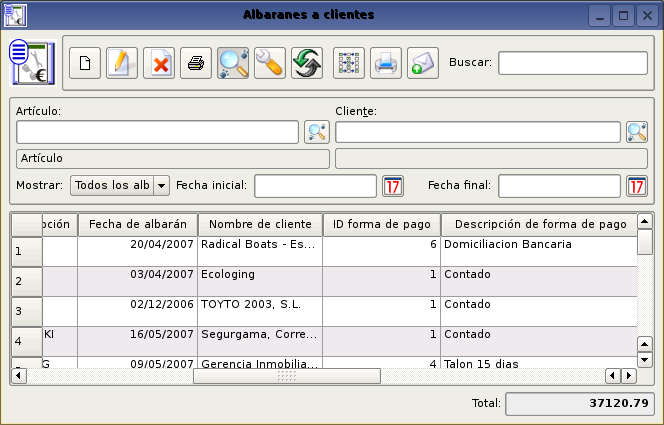 Albaranes a clientes
Buscar:
Artículo: Cliente:
Artículo
Mostrar: Todos los alb Fecha inicial: 17 Fecha final: 17
pción Fecha de albarán Nombre de cliente ID forma de pago Descripción de forma de pago
1 20/04/2007 Radical Boats - Es... 6 Domiciliacion Bancaria
2 03/04/2007 Ecologing 1 Contado
3 02/12/2006 TOYTO 2003, S.L. 1 Contado
4 KI 16/05/2007 Segurgama, Corre... 1 Contado
5 G 09/05/2007 Gerencia Inmobilia... 4 Talon 15 dias
Total: 37120.79